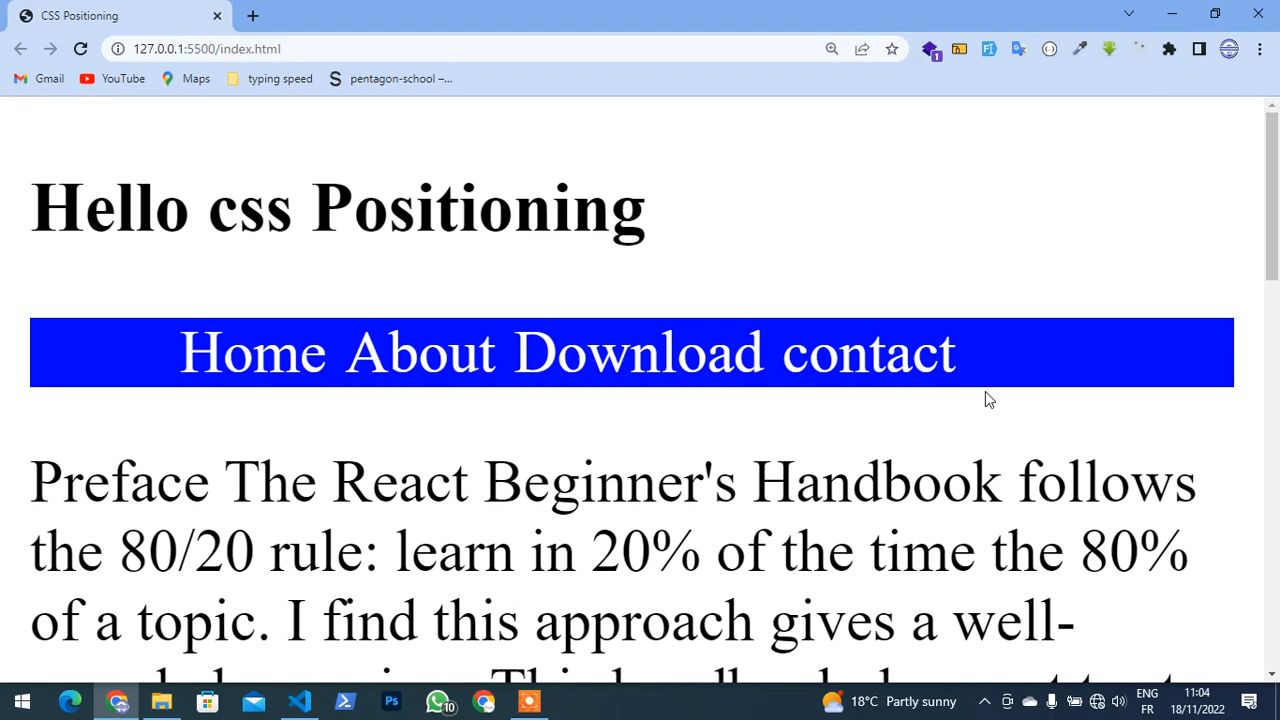 CSS Positioning
127.0.0.1:5500/index.html
Gmail YouTube Maps typing speed pentagon-school –...
Hello css Positioning
Home About Download contact
Preface The React Beginner's Handbook follows
the 80/20 rule: learn in 20% of the time the 80%
of a topic. I find this approach gives a well-
18°C Partly sunny
ENG
FR
11:04
18/11/2022